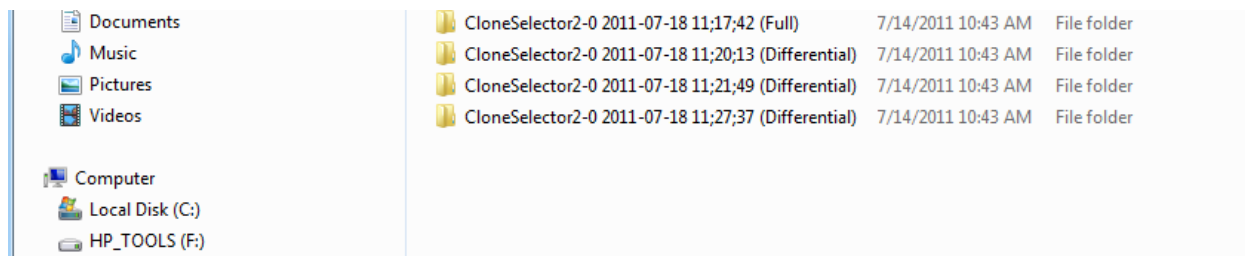 Documents
Music
Pictures
Videos
Computer
Local Disk (C:)
HP_TOOLS (F:)
CloneSelector2-0 2011-07-18 11;17;42 (Full) 7/14/2011 10:43 AM File folder
CloneSelector2-0 2011-07-18 11;20;13 (Differential) 7/14/2011 10:43 AM File folder
CloneSelector2-0 2011-07-18 11;21;49 (Differential) 7/14/2011 10:43 AM File folder
CloneSelector2-0 2011-07-18 11;27;37 (Differential) 7/14/2011 10:43 AM File folder